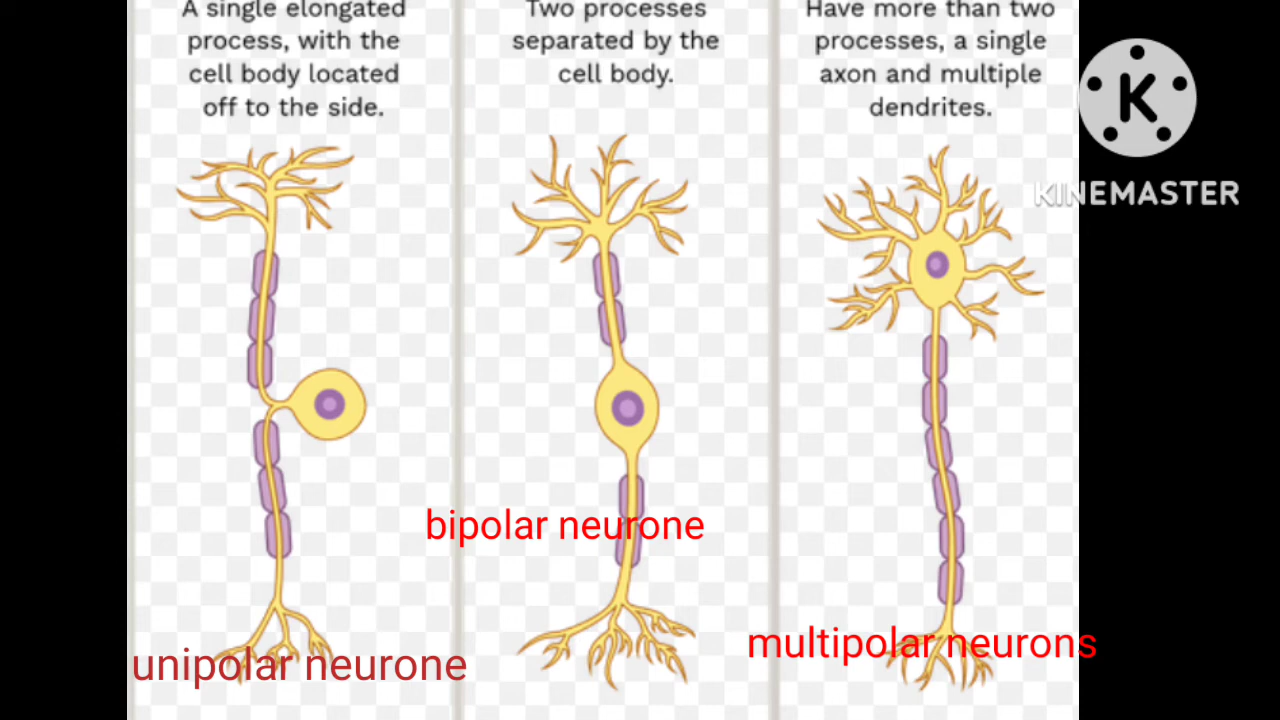 A single elongated
process, with the
cell body located
off to the side.
Two processes
separated by the
cell body.
Have more than two
processes, a single
axon and multiple
dendrites.
K
KINEMASTER
bipolar neurone
multipolar neurons
unipolar neurone